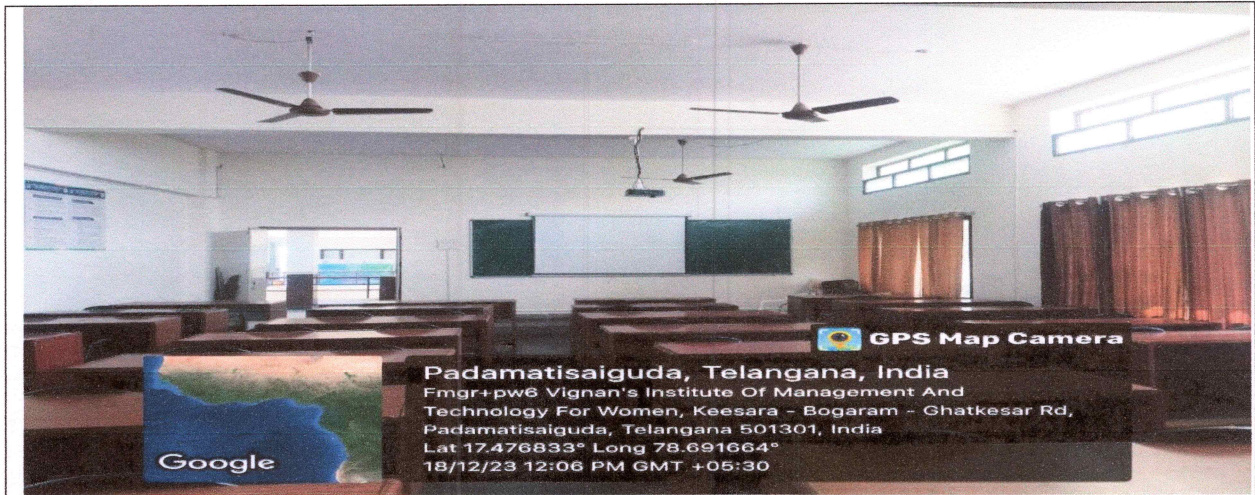 GPS Map Camera
Padamatisaiguda, Telangana, India
Fmgr+pw6 Vignan's Institute Of Management And
Technology For Women, Keesara - Bogaram - Ghatkesar Rd,
Padamatisaiguda, Telangana 501301, India
Lat 17.476833° Long 78.691664°
18/12/23 12:06 PM GMT +05:30
Google